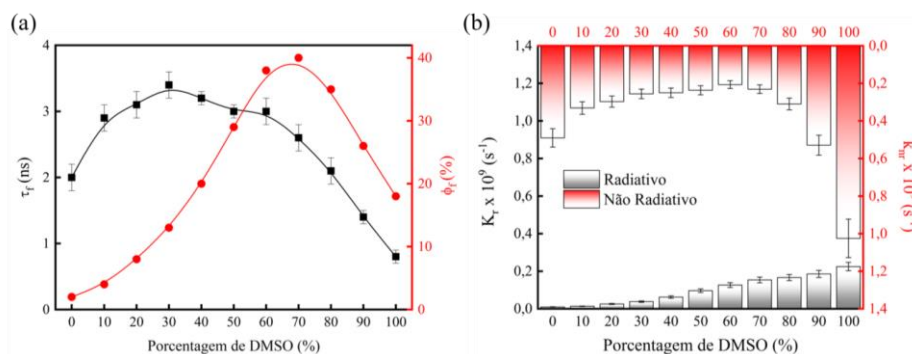 (a)
4
3
2
1
0
τf (ns)
40
30
20
10
0
ϕf (%)
0 10 20 30 40 50 60 70 80 90 100
Porcentagem de DMSO (%)
(b)
0 10 20 30 40 50 60 70 80 90 100
1,4
1,2
1,0
0,8
0,6
0,4
0,2
0,0
Kr x 10⁹ (s⁻¹)
Radiativo
Não Radiativo
0,0
0,2
0,4
0,6
0,8
1,0
1,2
1,4
0 10 20 30 40 50 60 70 80 90 100
Porcentagem de DMSO (%)